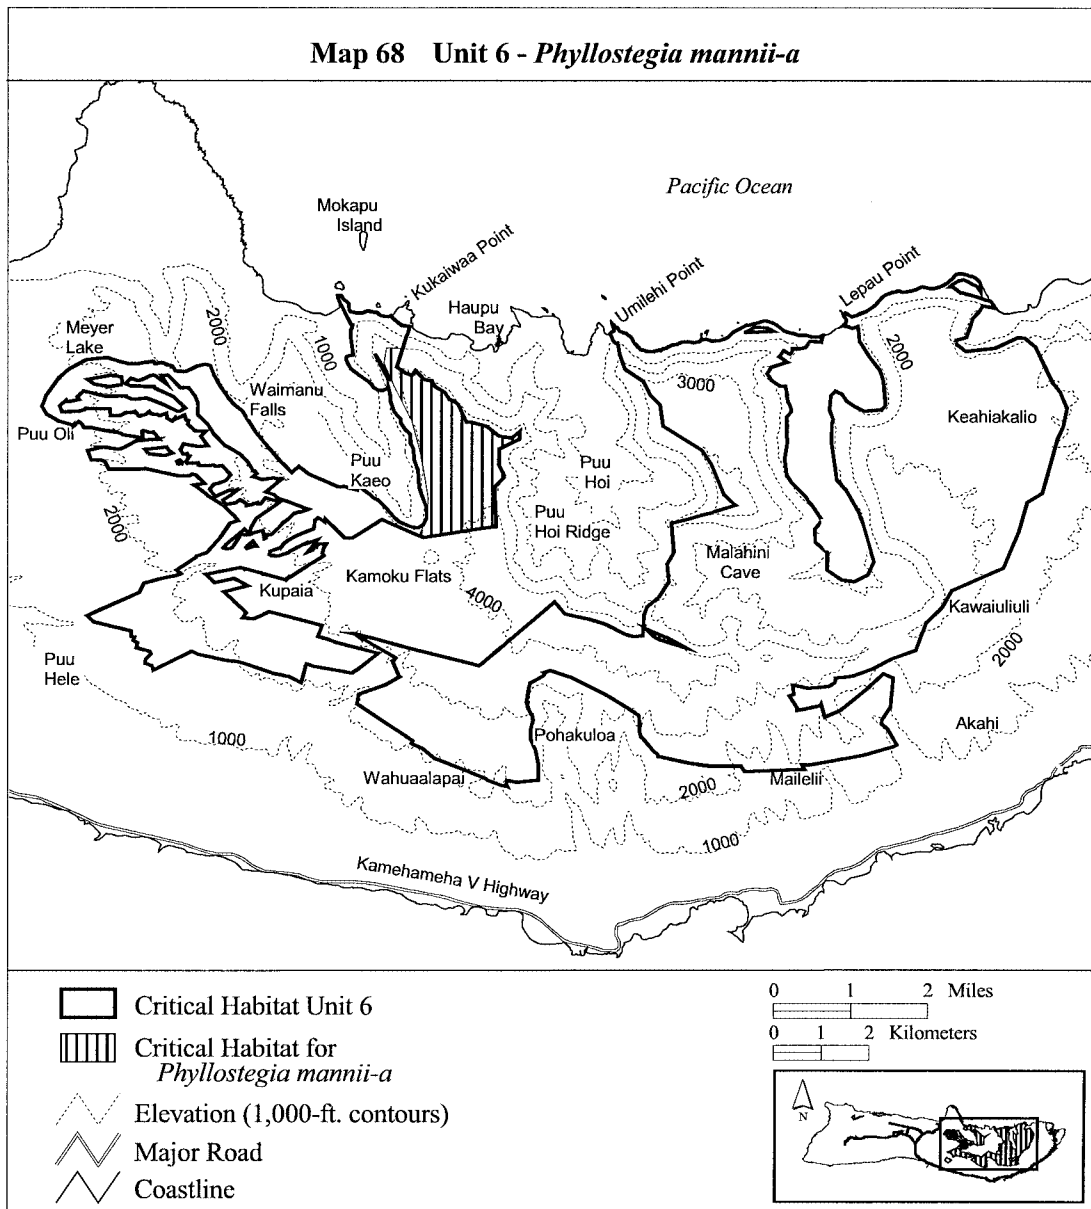 Map 68 Unit 6 - Phyllostegia mannii-a
Pacific Ocean
Mokapu
Island
Kukaiwaa Point
Haupu
Bay
Umilehi Point
Lepau Point
Meyer
Lake
2000
1000
2000
3000
Waimanu
Falls
Keahiakalio
Puu Oli
Puu
Kaeo
Puu
Hoi
2000
Puu
Hoi Ridge
Malahini
Cave
Kamoku Flats
Kupaia
4000
Kawaiuliuli
2000
Puu
Hele
1000
Pohakuloa
Akahi
Wahuaalapai
2000
Mailelii
1000
Kamehameha V Highway
Critical Habitat Unit 6
Critical Habitat for
Phyllostegia mannii-a
Elevation (1,000-ft. contours)
Major Road
Coastline
0 1 2 Miles
0 1 2 Kilometers
N